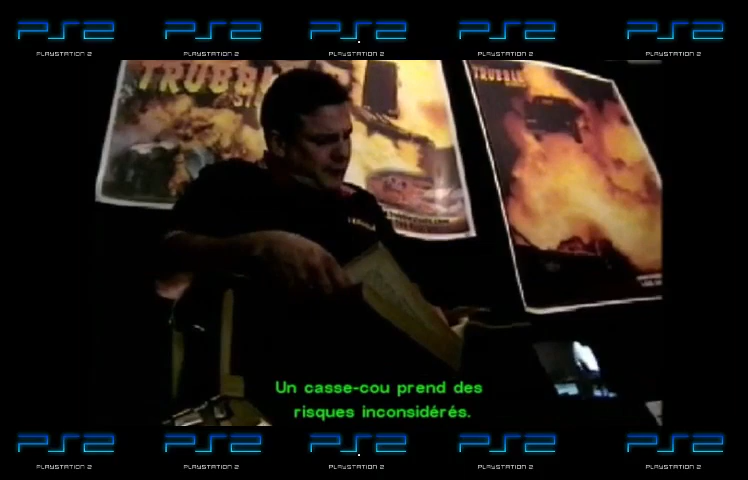 PS2 PS2 PS2 PS2 PS2
PLAYSTATION 2 PLAYSTATION 2 PLAYSTATION 2 PLAYSTATION 2 PLAYSTATION 2
TRUBBLE
Un casse-cou prend des
risques inconsidérés.
PS2 PS2 PS2 PS2 PS2
PLAYSTATION 2 PLAYSTATION 2 PLAYSTATION 2 PLAYSTATION 2 PLAYSTATION 2